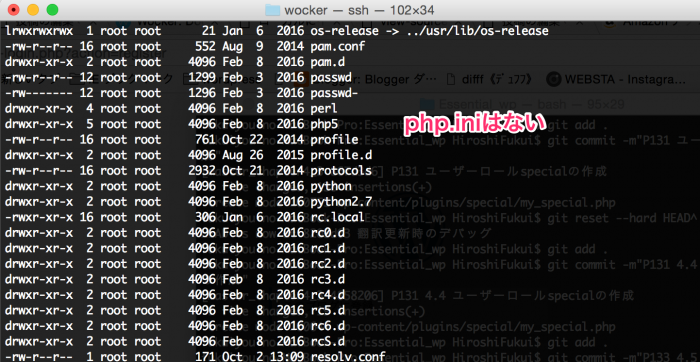 wocker — ssh — 102×34
lrwxrwxrwx 1 root root 21 Jan 6 2016 os-release -> ../usr/lib/os-release
-rw-r--r-- 16 root root 552 Aug 9 2014 pam.conf
drwxr-xr-x 2 root root 4096 Feb 8 2016 pam.d
-rw-r--r-- 12 root root 1299 Feb 3 2016 passwd
-rw------- 12 root root 1296 Feb 3 2016 passwd-
drwxr-xr-x 4 root root 4096 Feb 8 2016 perl
drwxr-xr-x 5 root root 4096 Feb 8 2016 php5
php.iniはない
-rw-r--r-- 16 root root 761 Oct 22 2014 profile
drwxr-xr-x 2 root root 4096 Aug 26 2015 profile.d
-rw-r--r-- 16 root root 2932 Oct 21 2014 protocols
drwxr-xr-x 2 root root 4096 Feb 8 2016 python
drwxr-xr-x 2 root root 4096 Feb 8 2016 python2.7
-rwxr-xr-x 16 root root 306 Jan 6 2016 rc.local
drwxr-xr-x 2 root root 4096 Feb 8 2016 rc0.d
drwxr-xr-x 2 root root 4096 Feb 8 2016 rc1.d
drwxr-xr-x 2 root root 4096 Feb 8 2016 rc2.d
drwxr-xr-x 2 root root 4096 Feb 8 2016 rc3.d
drwxr-xr-x 2 root root 4096 Feb 8 2016 rc4.d
drwxr-xr-x 2 root root 4096 Feb 8 2016 rc5.d
drwxr-xr-x 2 root root 4096 Feb 8 2016 rc6.d
drwxr-xr-x 2 root root 4096 Feb 8 2016 rcS.d
-rw-r--r-- 1 root root 171 Oct 2 13:09 resolv.conf